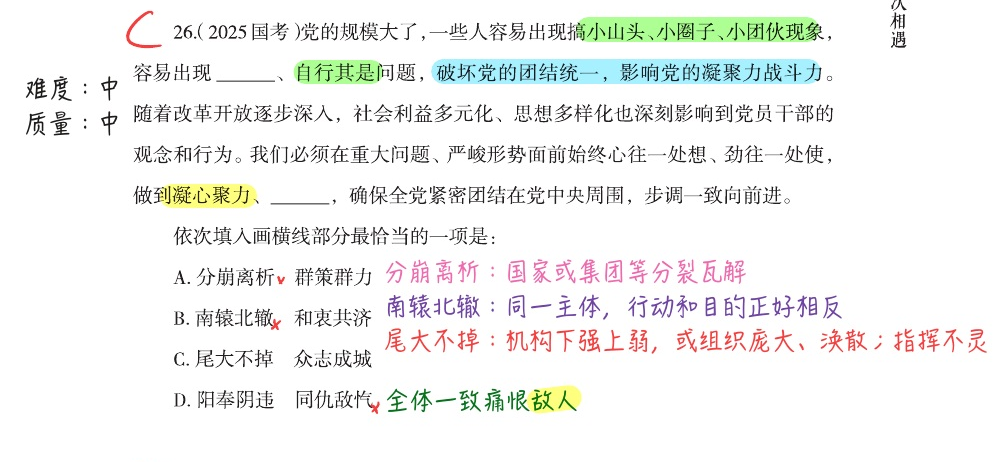 C
26.(2025国考)党的规模大了,一些人容易出现搞小山头、小圈子、小团伙现象,
容易出现______、自行其是问题,破坏党的团结统一,影响党的凝聚力战斗力。
难度:中
质量:中
随着改革开放逐步深入,社会利益多元化、思想多样化也深刻影响到党员干部的
观念和行为。我们必须在重大问题、严峻形势面前始终心往一处想、劲往一处使,
做到凝心聚力、______,确保全党紧密团结在党中央周围,步调一致向前进。
依次填入画横线部分最恰当的一项是:
A. 分崩离析 群策群力 分崩离析:国家或集团等分裂瓦解
B. 南辕北辙 和衷共济 南辕北辙:同一主体,行动和目的正好相反
C. 尾大不掉 众志成城 尾大不掉:机构下强上弱,或组织庞大、涣散;指挥不灵
D. 阳奉阴违 同仇敌忾 全体一致痛恨敌人
次相遇